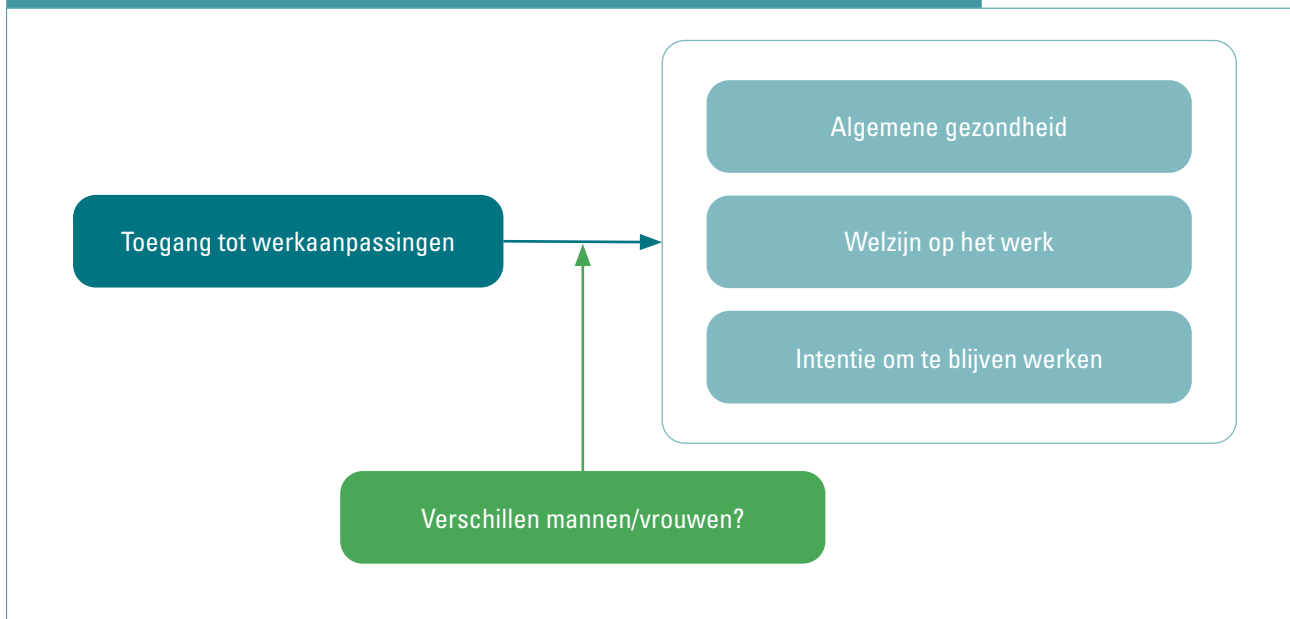 Algemene gezondheid
Toegang tot werkaanpassingen
Welzijn op het werk
Intentie om te blijven werken
Verschillen mannen/vrouwen?